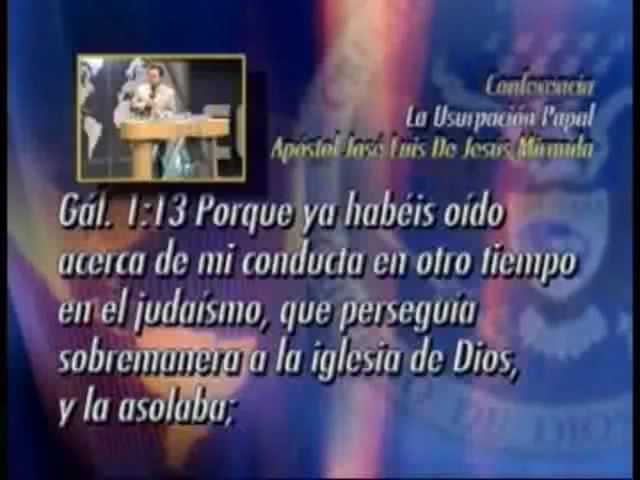 Conferencia
La Usurpación Papal
Apóstol José Luis De Jesús Miranda
Gál. 1:13 Porque ya habéis oído
acerca de mi conducta en otro tiempo
en el judaísmo, que perseguía
sobremanera a la iglesia de Dios,
y la asolaba;